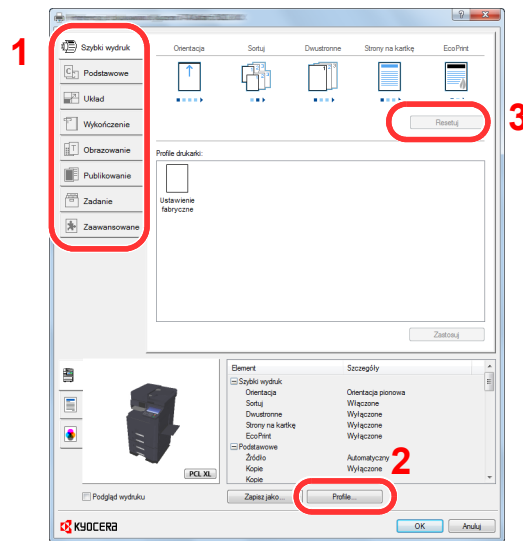 1
Szybki wydruk
Podstawowe
Układ
Wykończenie
Obrazowanie
Publikowanie
Zadanie
Zaawansowane
Orientacja Sortuj Dwustronne Strony na kartkę EcoPrint
Resetuj
3
Profile drukarki:
Ustawienie
fabryczne
Zastosuj
Element Szczegóły
Szybki wydruk
Orientacja Orientacja pionowa
Sortuj Włączone
Dwustronne Wyłączone
Strony na kartkę Wyłączone
EcoPrint Wyłączone
Podstawowe
Źródło Automatyczny
Kopie Wyłączone
Kopie
2
PCL XL
Podgląd wydruku
Zapisz jako...
Profile...
KYOCERA
OK
Anuluj